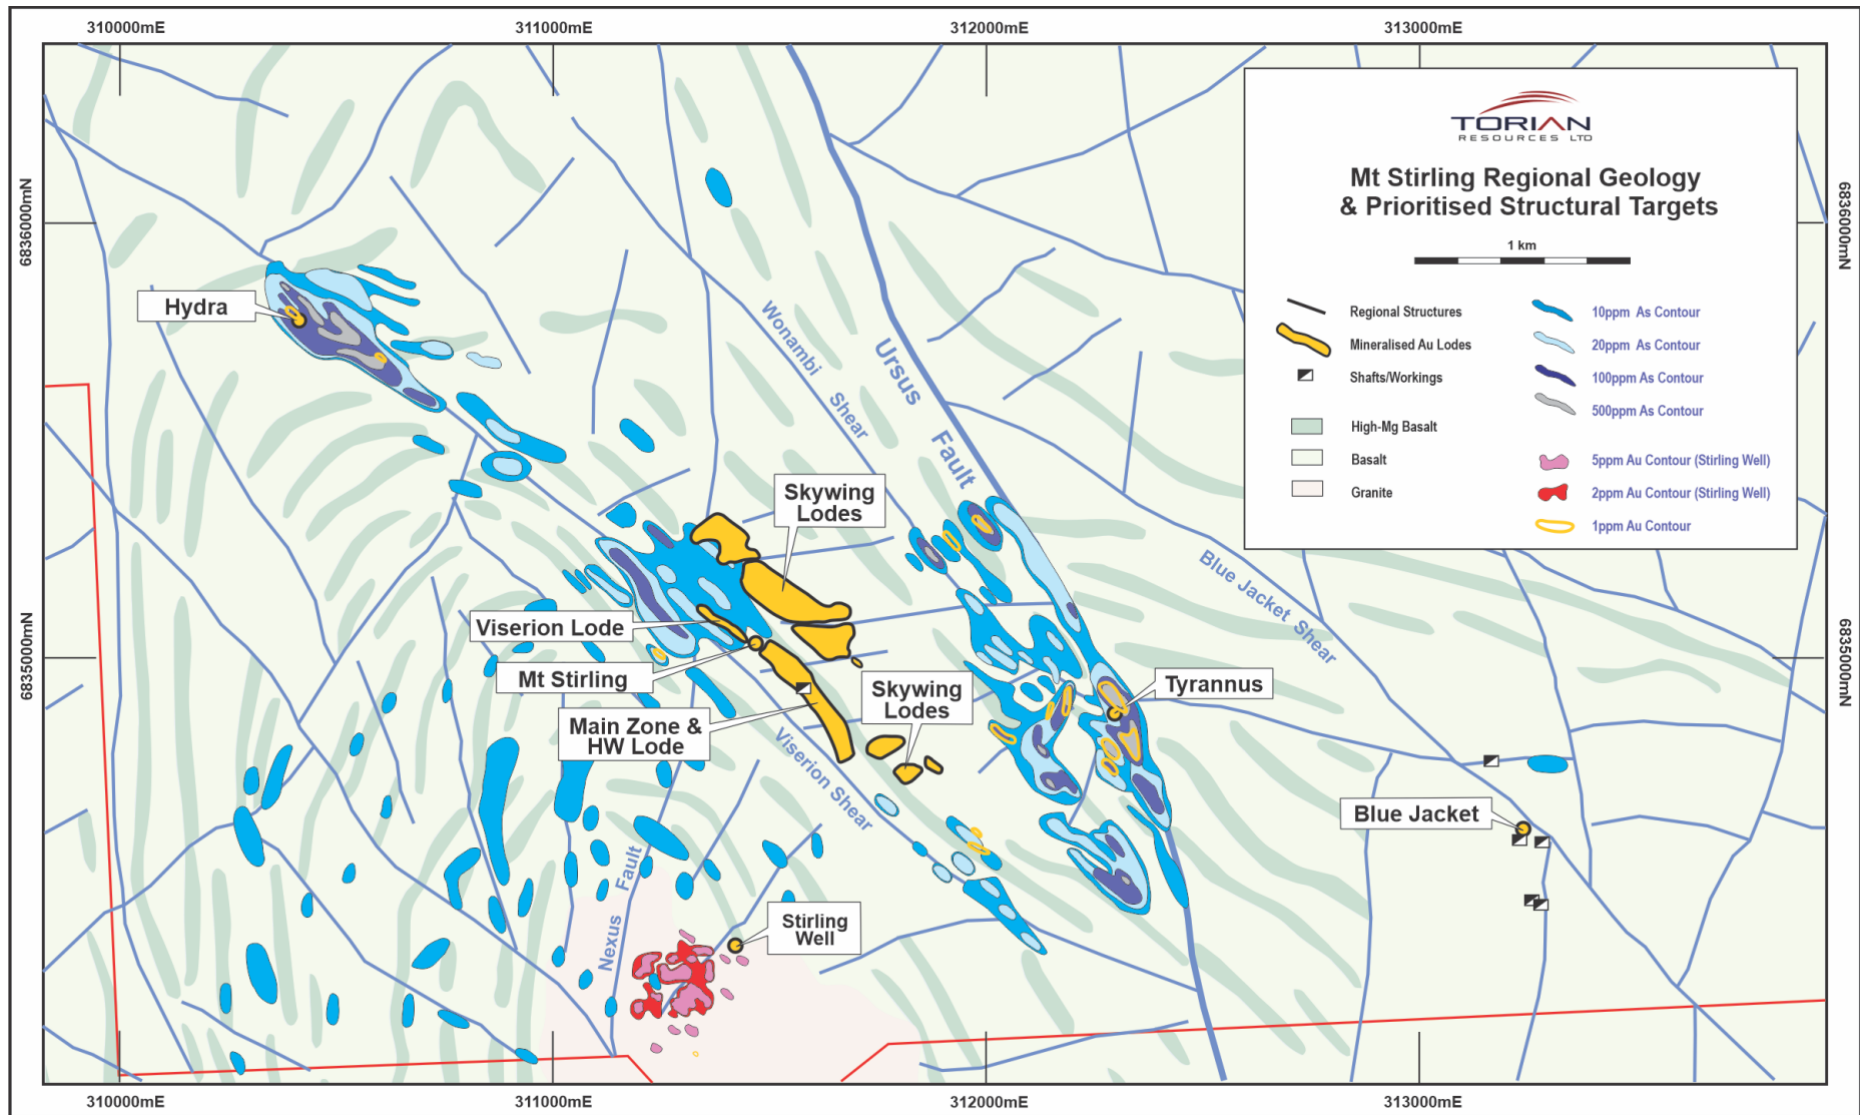 310000mE
311000mE
312000mE
313000mE
6836000mN
6836000mN
6835000mN
6835000mN
TORIAN
RESOURCES LTD
Mt Stirling Regional Geology
& Prioritised Structural Targets
1 km
Regional Structures
Mineralised Au Lodes
Shafts/Workings
High-Mg Basalt
Basalt
Granite
10ppm As Contour
20ppm As Contour
100ppm As Contour
500ppm As Contour
5ppm Au Contour (Stirling Well)
2ppm Au Contour (Stirling Well)
1ppm Au Contour
Hydra
Wonambi
Shear
Ursus
Fault
Skywing
Lodes
Blue Jacket Shear
Viserion Lode
Mt Stirling
Main Zone &
HW Lode
Skywing
Lodes
Tyrannus
Viserion Shear
Blue Jacket
Nexus Fault
Stirling
Well
310000mE
311000mE
312000mE
313000mE